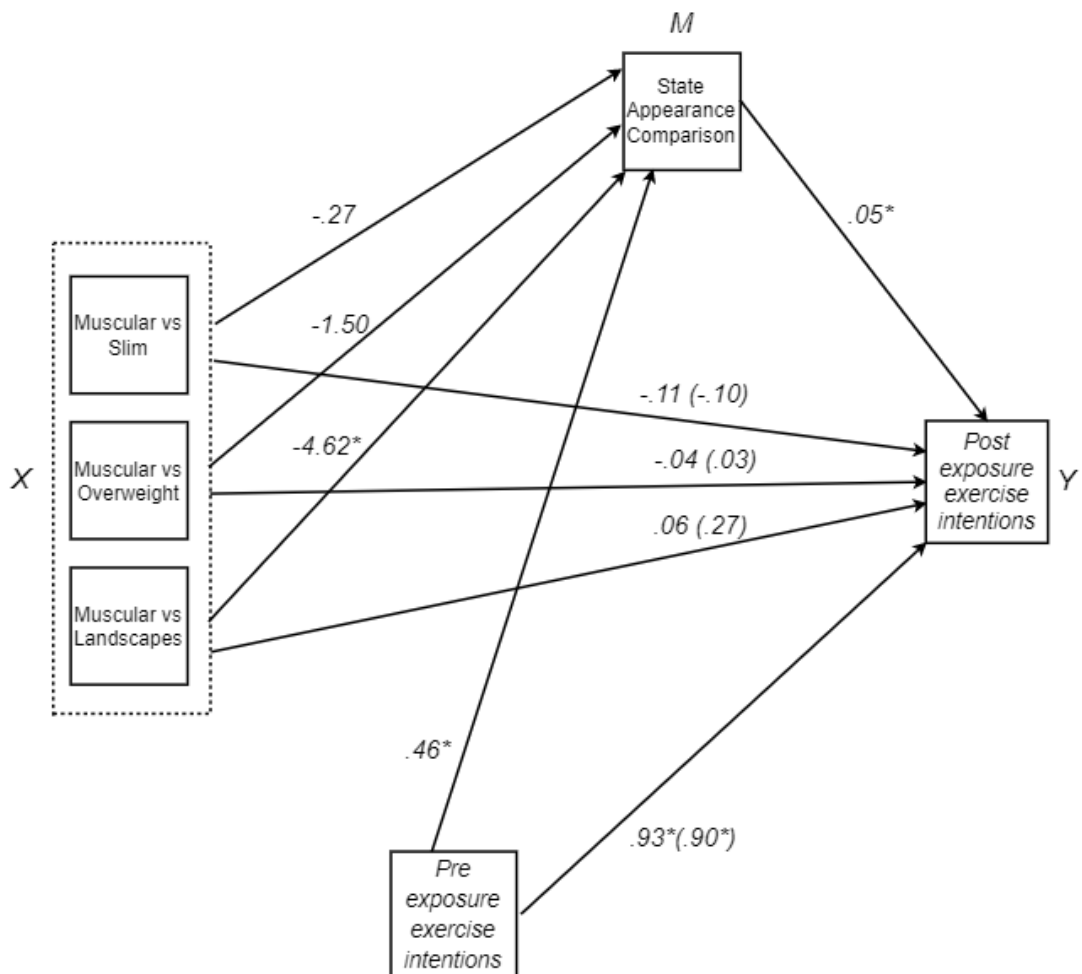 M
State
Appearance
Comparison
-.27
.05*
Muscular vs
Slim
-1.50
-.11 (-.10)
X
Muscular vs
Overweight
-4.62*
-.04 (.03)
Post
exposure
exercise
intentions
Y
.06 (.27)
Muscular vs
Landscapes
.46*
.93*(.90*)
Pre
exposure
exercise
intentions